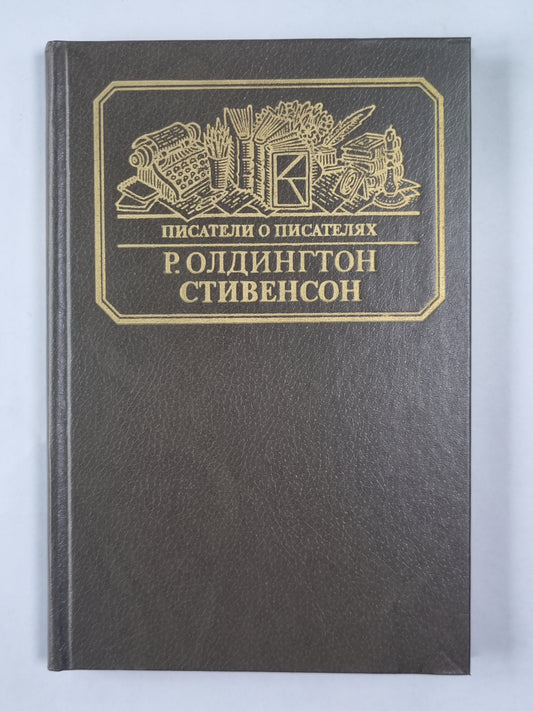 ПИСАТЕЛИ О ПИСАТЕЛЯХ
Р. ОЛДИНГТОН
СТИВЕНСОН